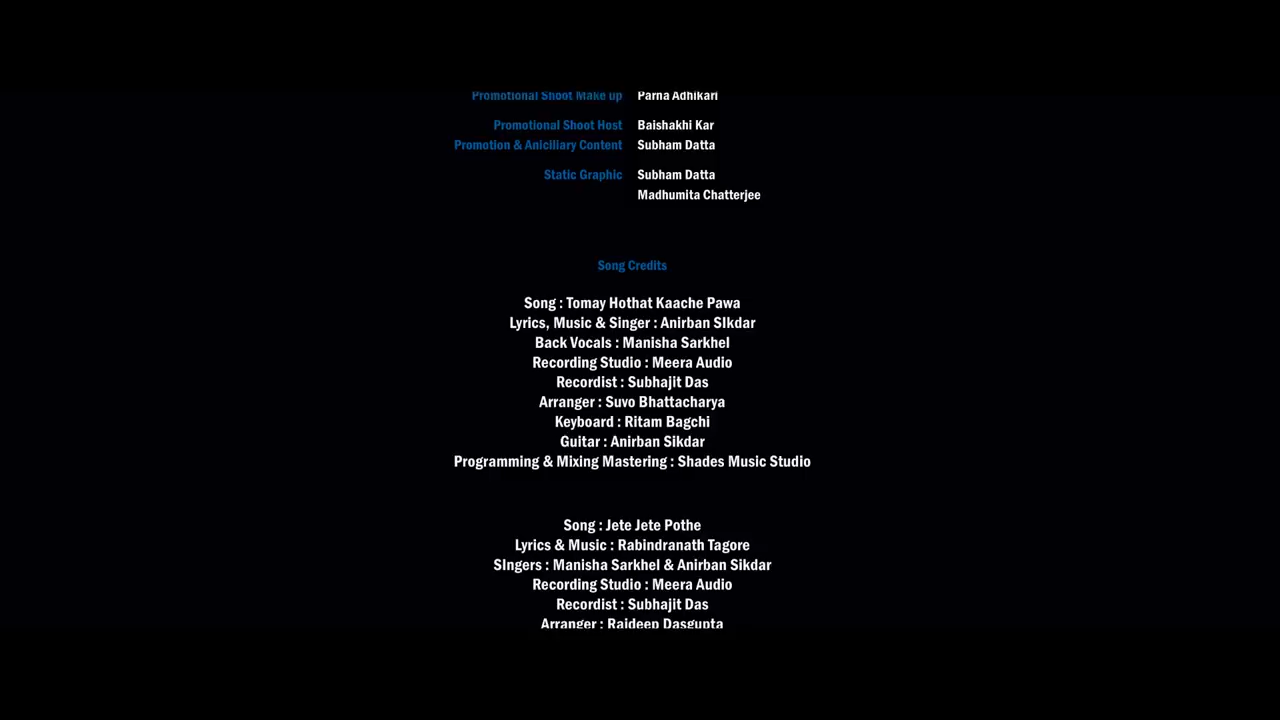 Promotional Shoot Make up Parna Adhikari
Promotional Shoot Host Baishakhi Kar
Promotion & Aniciliary Content Subham Datta
Static Graphic Subham Datta
Madhumita Chatterjee
Song Credits
Song : Tomay Hothat Kaache Pawa
Lyrics, Music & Singer : Anirban SIkdar
Back Vocals : Manisha Sarkhel
Recording Studio : Meera Audio
Recordist : Subhajit Das
Arranger : Suvo Bhattacharya
Keyboard : Ritam Bagchi
Guitar : Anirban Sikdar
Programming & Mixing Mastering : Shades Music Studio
Song : Jete Jete Pothe
Lyrics & Music : Rabindranath Tagore
SIngers : Manisha Sarkhel & Anirban Sikdar
Recording Studio : Meera Audio
Recordist : Subhajit Das
Arranger : Rajdeep Dasgupta